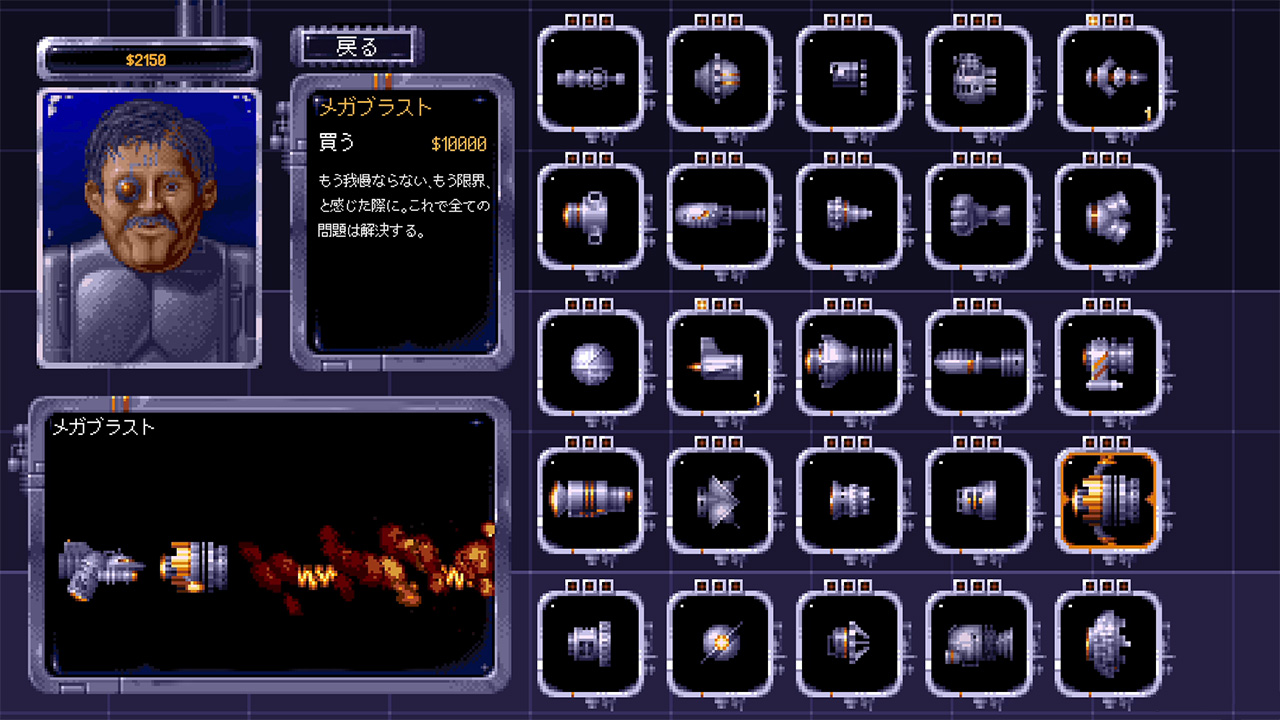 $2150
戻る
メガブラスト
買う $10000
もう我慢ならない、もう限界、
と感じた際に。これで全ての
問題は解決する。
メガブラスト
1
1